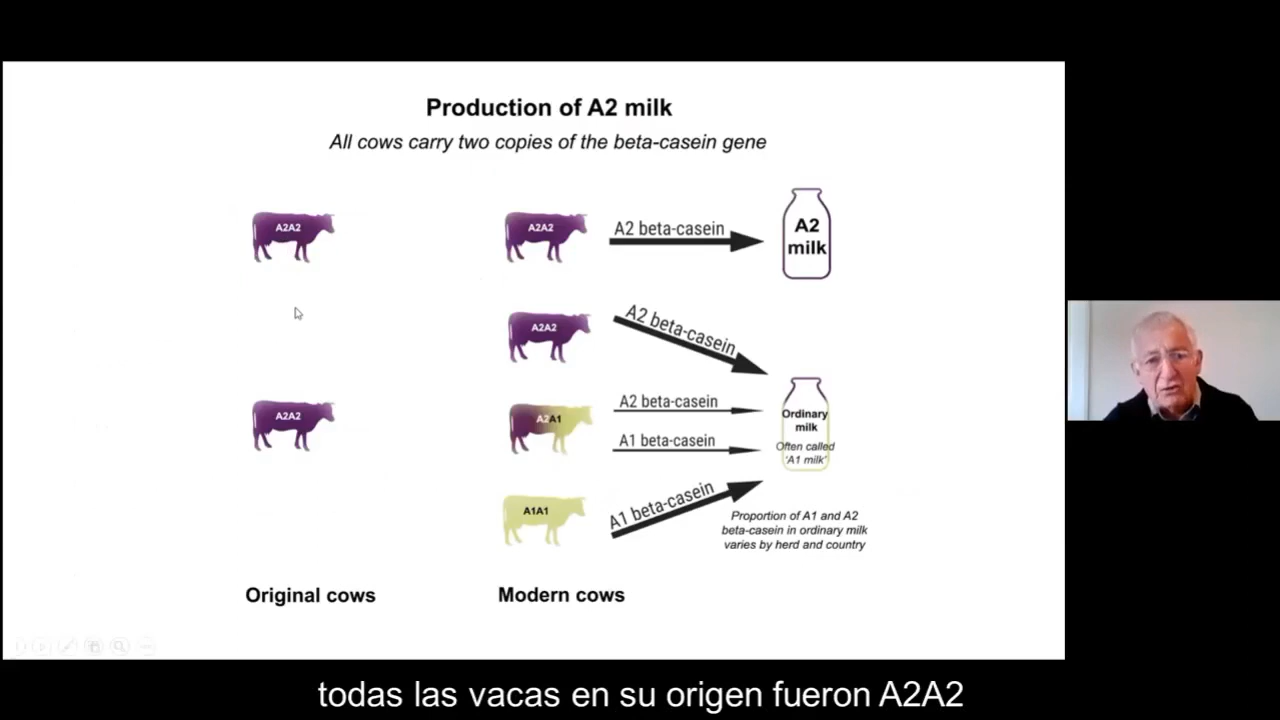 Production of A2 milk
All cows carry two copies of the beta-casein gene
A2A2
A2A2
A2 beta-casein
A2
milk
A2A2
A2 beta-casein
A2A2
A2A1
A2 beta-casein
A1 beta-casein
Ordinary
milk
Often called
'A1 milk'
A1A1
A1 beta-casein
Proportion of A1 and A2
beta-casein in ordinary milk
varies by herd and country
Original cows
Modern cows
todas las vacas en su origen fueron A2A2